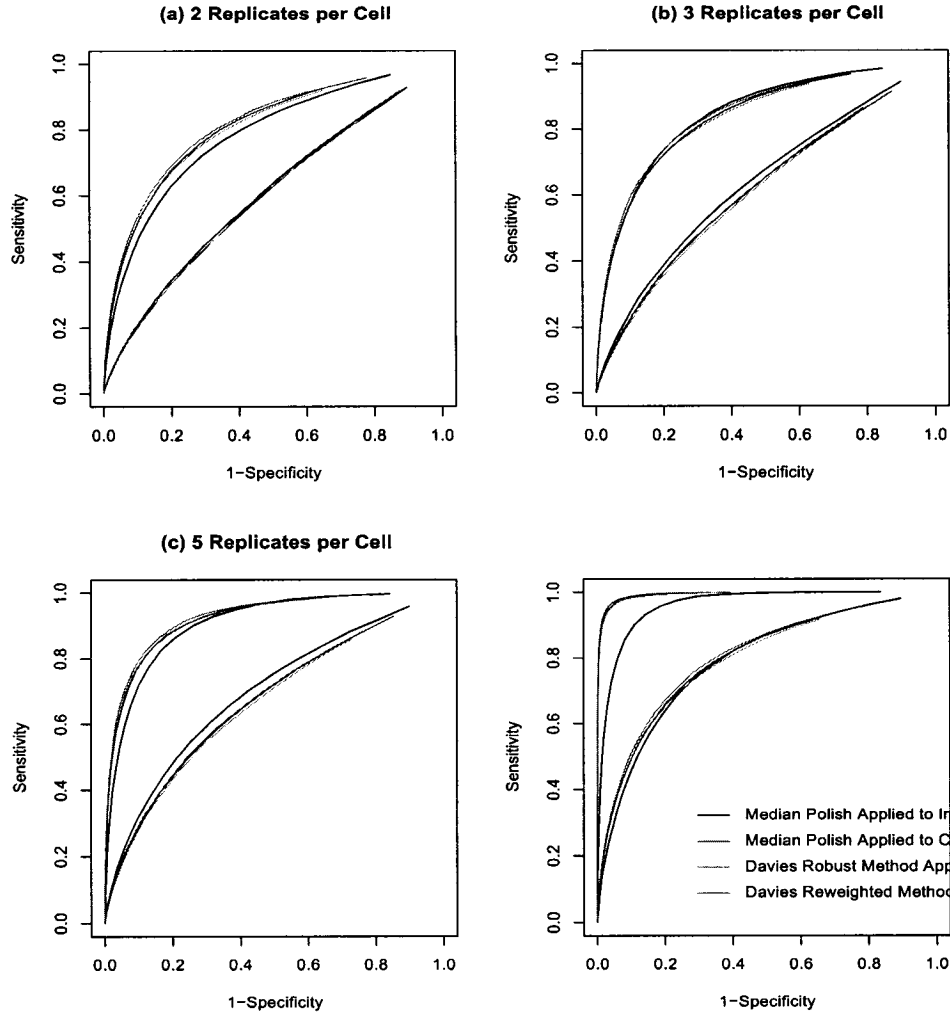 (a) 2 Replicates per Cell
Sensitivity
0.0 0.2 0.4 0.6 0.8 1.0
0.0 0.2 0.4 0.6 0.8 1.0
1−Specificity
(b) 3 Replicates per Cell
Sensitivity
0.0 0.2 0.4 0.6 0.8 1.0
0.0 0.2 0.4 0.6 0.8 1.0
1−Specificity
(c) 5 Replicates per Cell
Sensitivity
0.0 0.2 0.4 0.6 0.8 1.0
0.0 0.2 0.4 0.6 0.8 1.0
1−Specificity
Sensitivity
0.0 0.2 0.4 0.6 0.8 1.0
Median Polish Applied to
Median Polish Applied to
Davies Robust Method
Davies Reweighted
0.0 0.2 0.4 0.6 0.8 1.0
1−Specificity